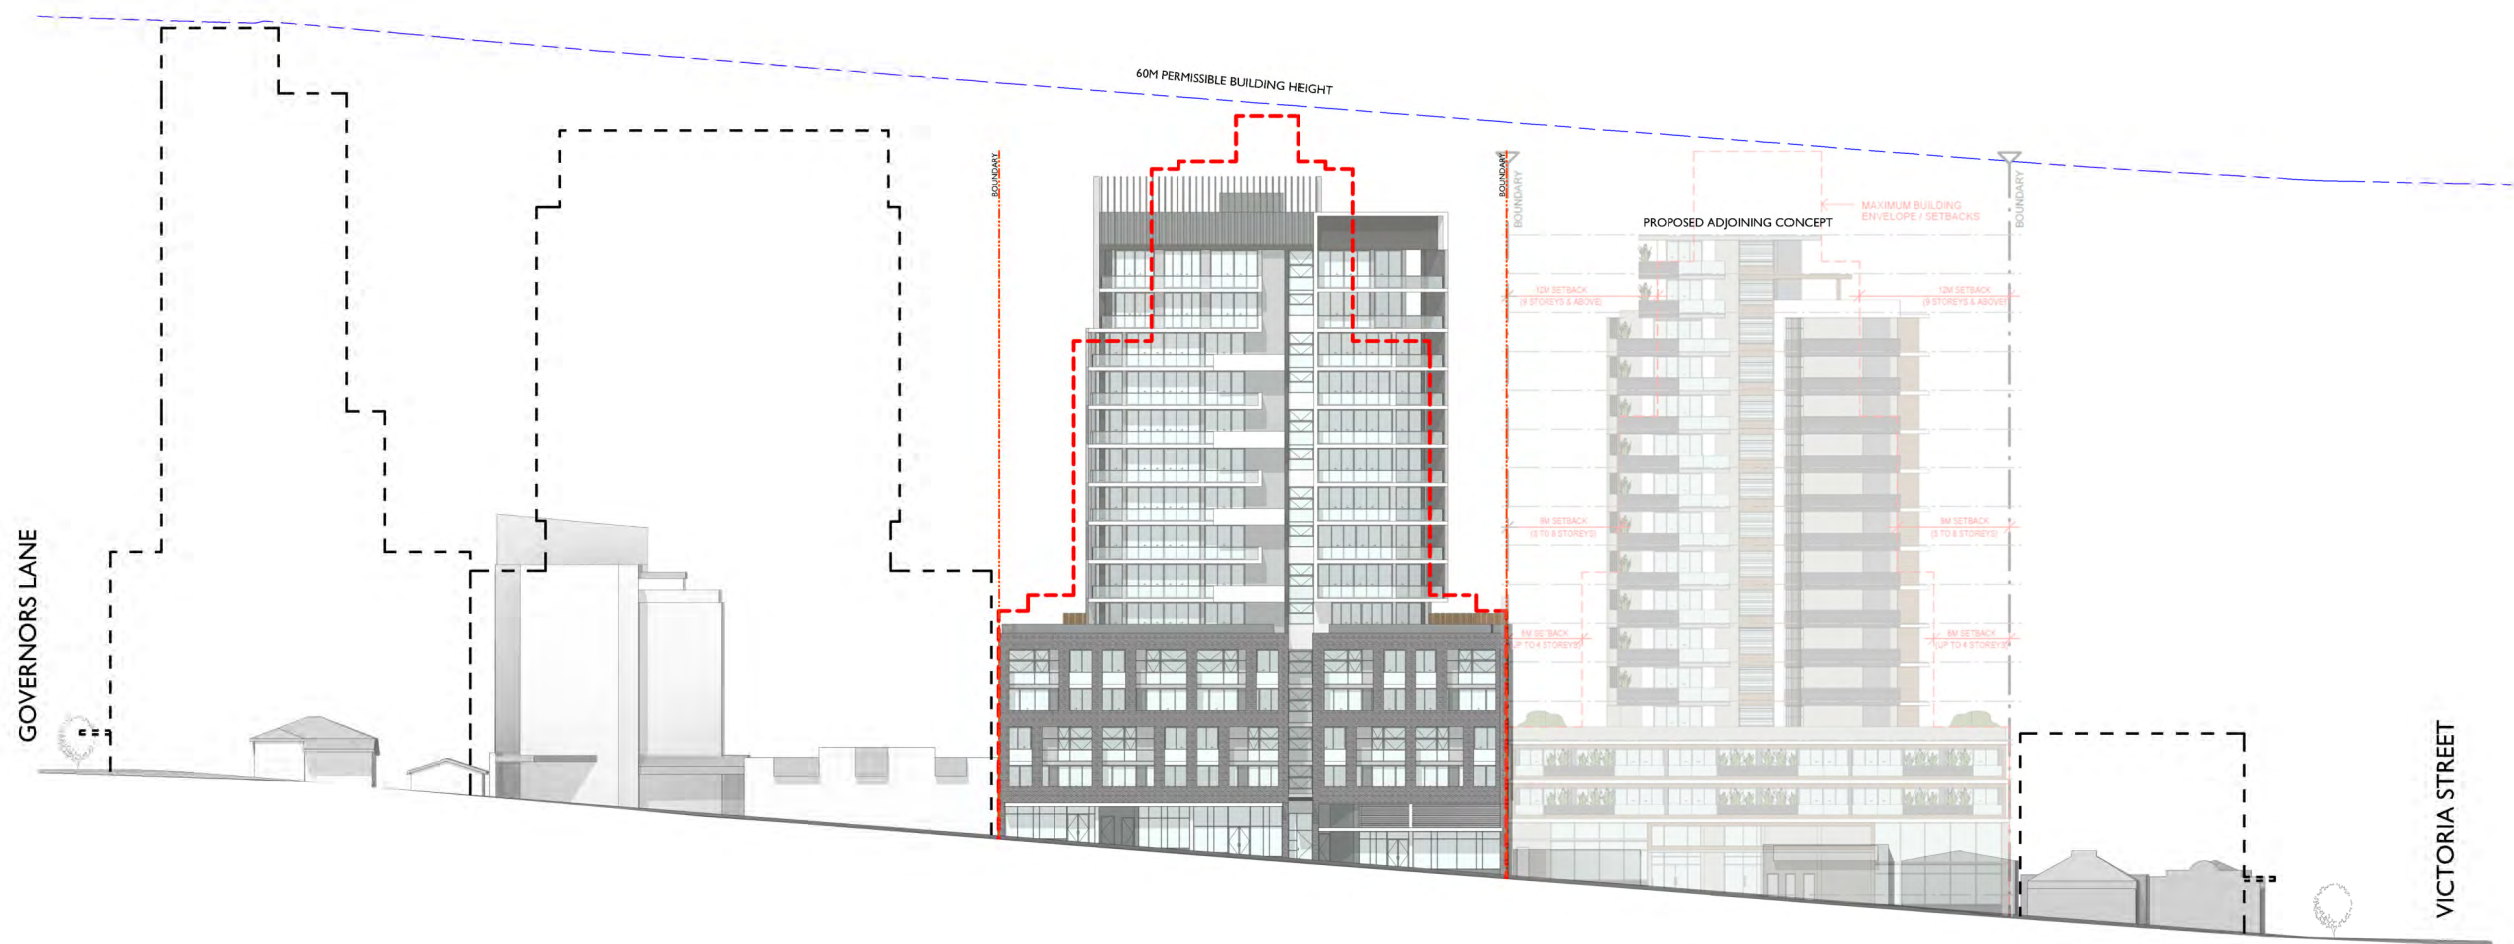 60M PERMISSIBLE BUILDING HEIGHT
BOUNDARY
BOUNDARY
BOUNDARY
BOUNDARY
MAXIMUM BUILDING
ENVELOPE / SETBACKS
PROPOSED ADJOINING CONCEPT
12M SETBACK
(9 STOREYS & ABOVE)
12M SETBACK
(9 STOREYS & ABOVE)
9M SETBACK
(5 TO 8 STOREYS)
9M SETBACK
(5 TO 8 STOREYS)
6M SETBACK
(UP TO 4 STOREYS)
6M SETBACK
(UP TO 4 STOREYS)
GOVERNORS LANE
VICTORIA STREET